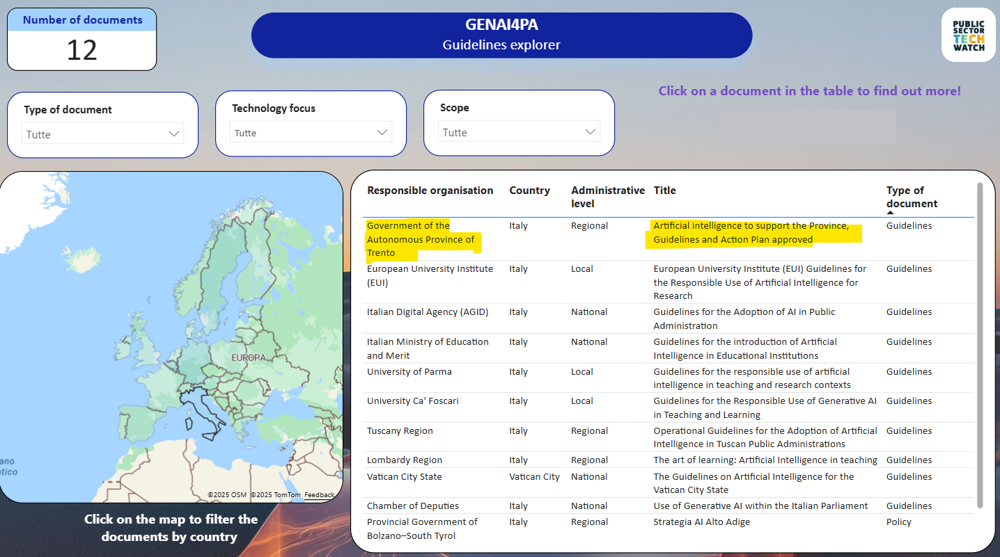 Number of documents
12
GENAI4PA
Guidelines explorer
PUBLIC
SECTOR
TECH
WATCH
Click on a document in the table to find out more!
Type of document
Tutte
Technology focus
Tutte
Scope
Tutte
EUROPA
ano
ntico
©2025 OSM ©2025 TomTom Feedback
Click on the map to filter the
documents by country
Responsible organisation Country Administrative level Title Type of document
Government of the Autonomous Province of Trento Italy Regional Artificial intelligence to support the Province, Guidelines and Action Plan approved Guidelines
European University Institute (EUI) Italy Local European University Institute (EUI) Guidelines for the Responsible Use of Artificial Intelligence for Research Guidelines
Italian Digital Agency (AGID) Italy National Guidelines for the Adoption of AI in Public Administration Guidelines
Italian Ministry of Education and Merit Italy National Guidelines for the introduction of Artificial Intelligence in Educational Institutions Guidelines
University of Parma Italy Local Guidelines for the responsible use of artificial intelligence in teaching and research contexts Guidelines
University Ca' Foscari Italy Local Guidelines for the Responsible Use of Generative AI in Teaching and Learning Guidelines
Tuscany Region Italy Regional Operational Guidelines for the Adoption of Artificial Intelligence in Tuscan Public Administrations Guidelines
Lombardy Region Italy Regional The art of learning: Artificial Intelligence in teaching Guidelines
Vatican City State Vatican City National The Guidelines on Artificial Intelligence for the Vatican City State Guidelines
Chamber of Deputies Italy National Use of Generative AI within the Italian Parliament Guidelines
Provincial Government of Bolzano–South Tyrol Italy Regional Strategia AI Alto Adige Policy